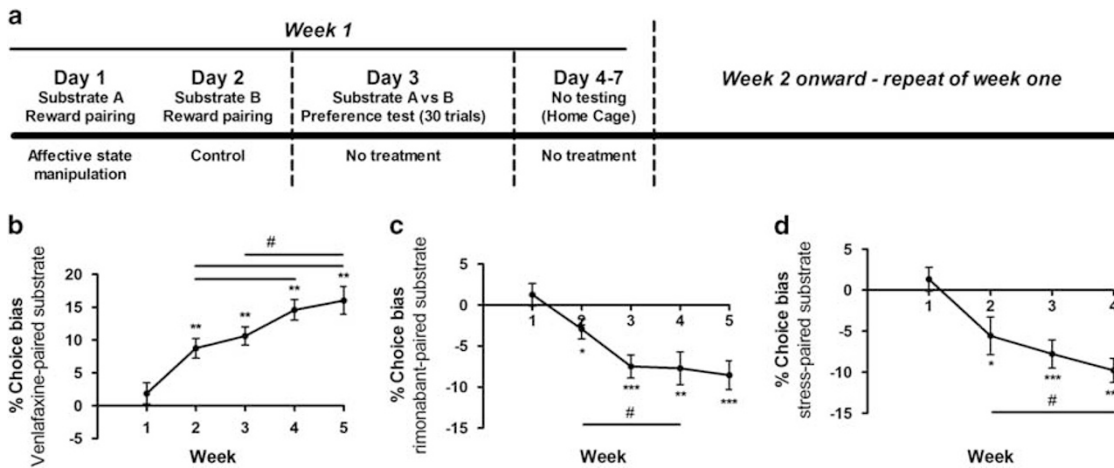 a
Week 1
Day 1
Substrate A
Reward pairing
Day 2
Substrate B
Reward pairing
Day 3
Substrate A vs B
Preference test (30 trials)
Day 4-7
No testing
(Home Cage)
Week 2 onward - repeat of week one
Affective state
manipulation
Control
No treatment
No treatment
b
% Choice bias
Venlafaxine-paired substrate
20
15
10
5
0
-5
#
**
**
**
**
1 2 3 4 5
Week
c
% Choice bias
rimonabant-paired substrate
5
0
-5
-10
-15
1 2 3 4 5
*
***
**
***
#
Week
d
% Choice bias
stress-paired substrate
5
0
-5
-10
-15
1 2 3 4
*
***
**
#
Week